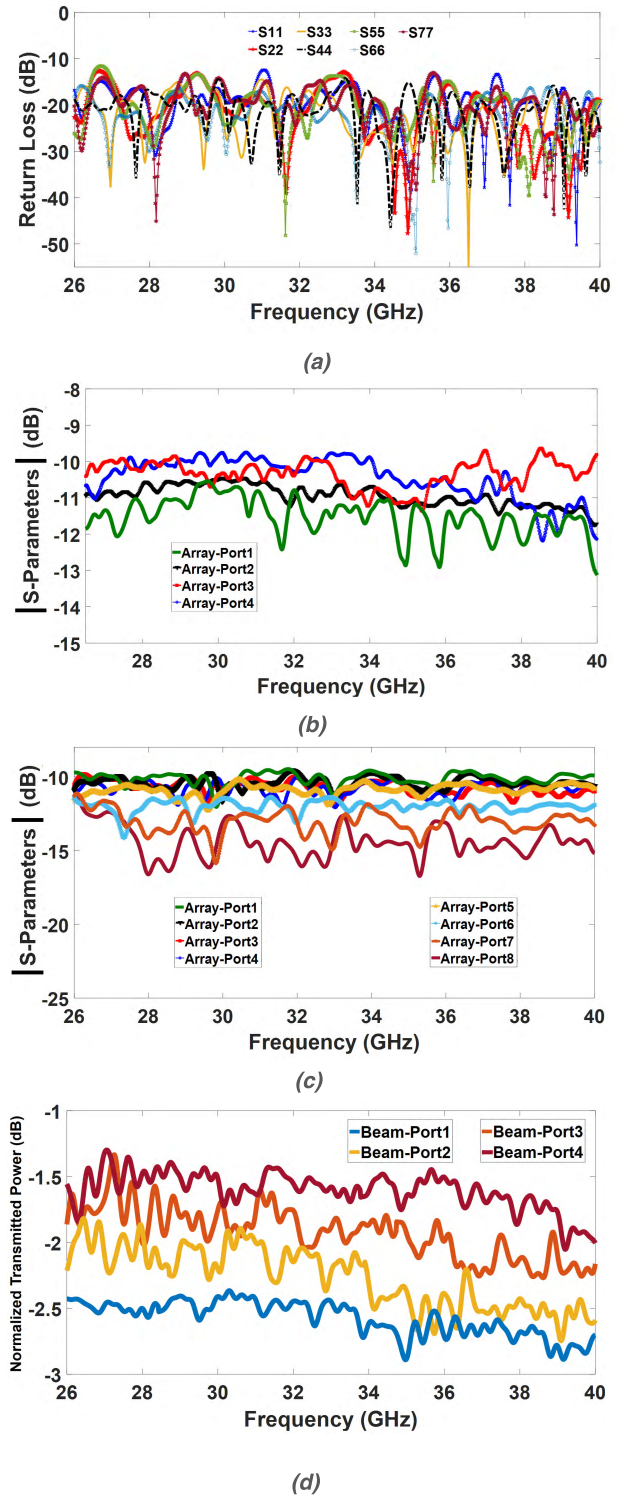 -10
-20
-30
-40
-50
Return Loss (dB)
S11 S33 S55 S77
S22 S44 S66
26 28 30 32 34 36 38 40
Frequency (GHz)
(a)
-8
-9
-10
-11
-12
-13
-14
-15
|S-Parameters| (dB)
Array-Port1
Array-Port2
Array-Port3
Array-Port4
28 30 32 34 36 38 40
Frequency (GHz)
(b)
-10
-15
-20
-25
|S-Parameters| (dB)
Array-Port1 Array-Port5
Array-Port2 Array-Port6
Array-Port3 Array-Port7
Array-Port4 Array-Port8
26 28 30 32 34 36 38 40
Frequency (GHz)
(c)
-1
-1.5
-2
-2.5
-3
Normalized Transmitted Power (dB)
Beam-Port1 Beam-Port3
Beam-Port2 Beam-Port4
26 28 30 32 34 36 38 40
Frequency (GHz)
(d)